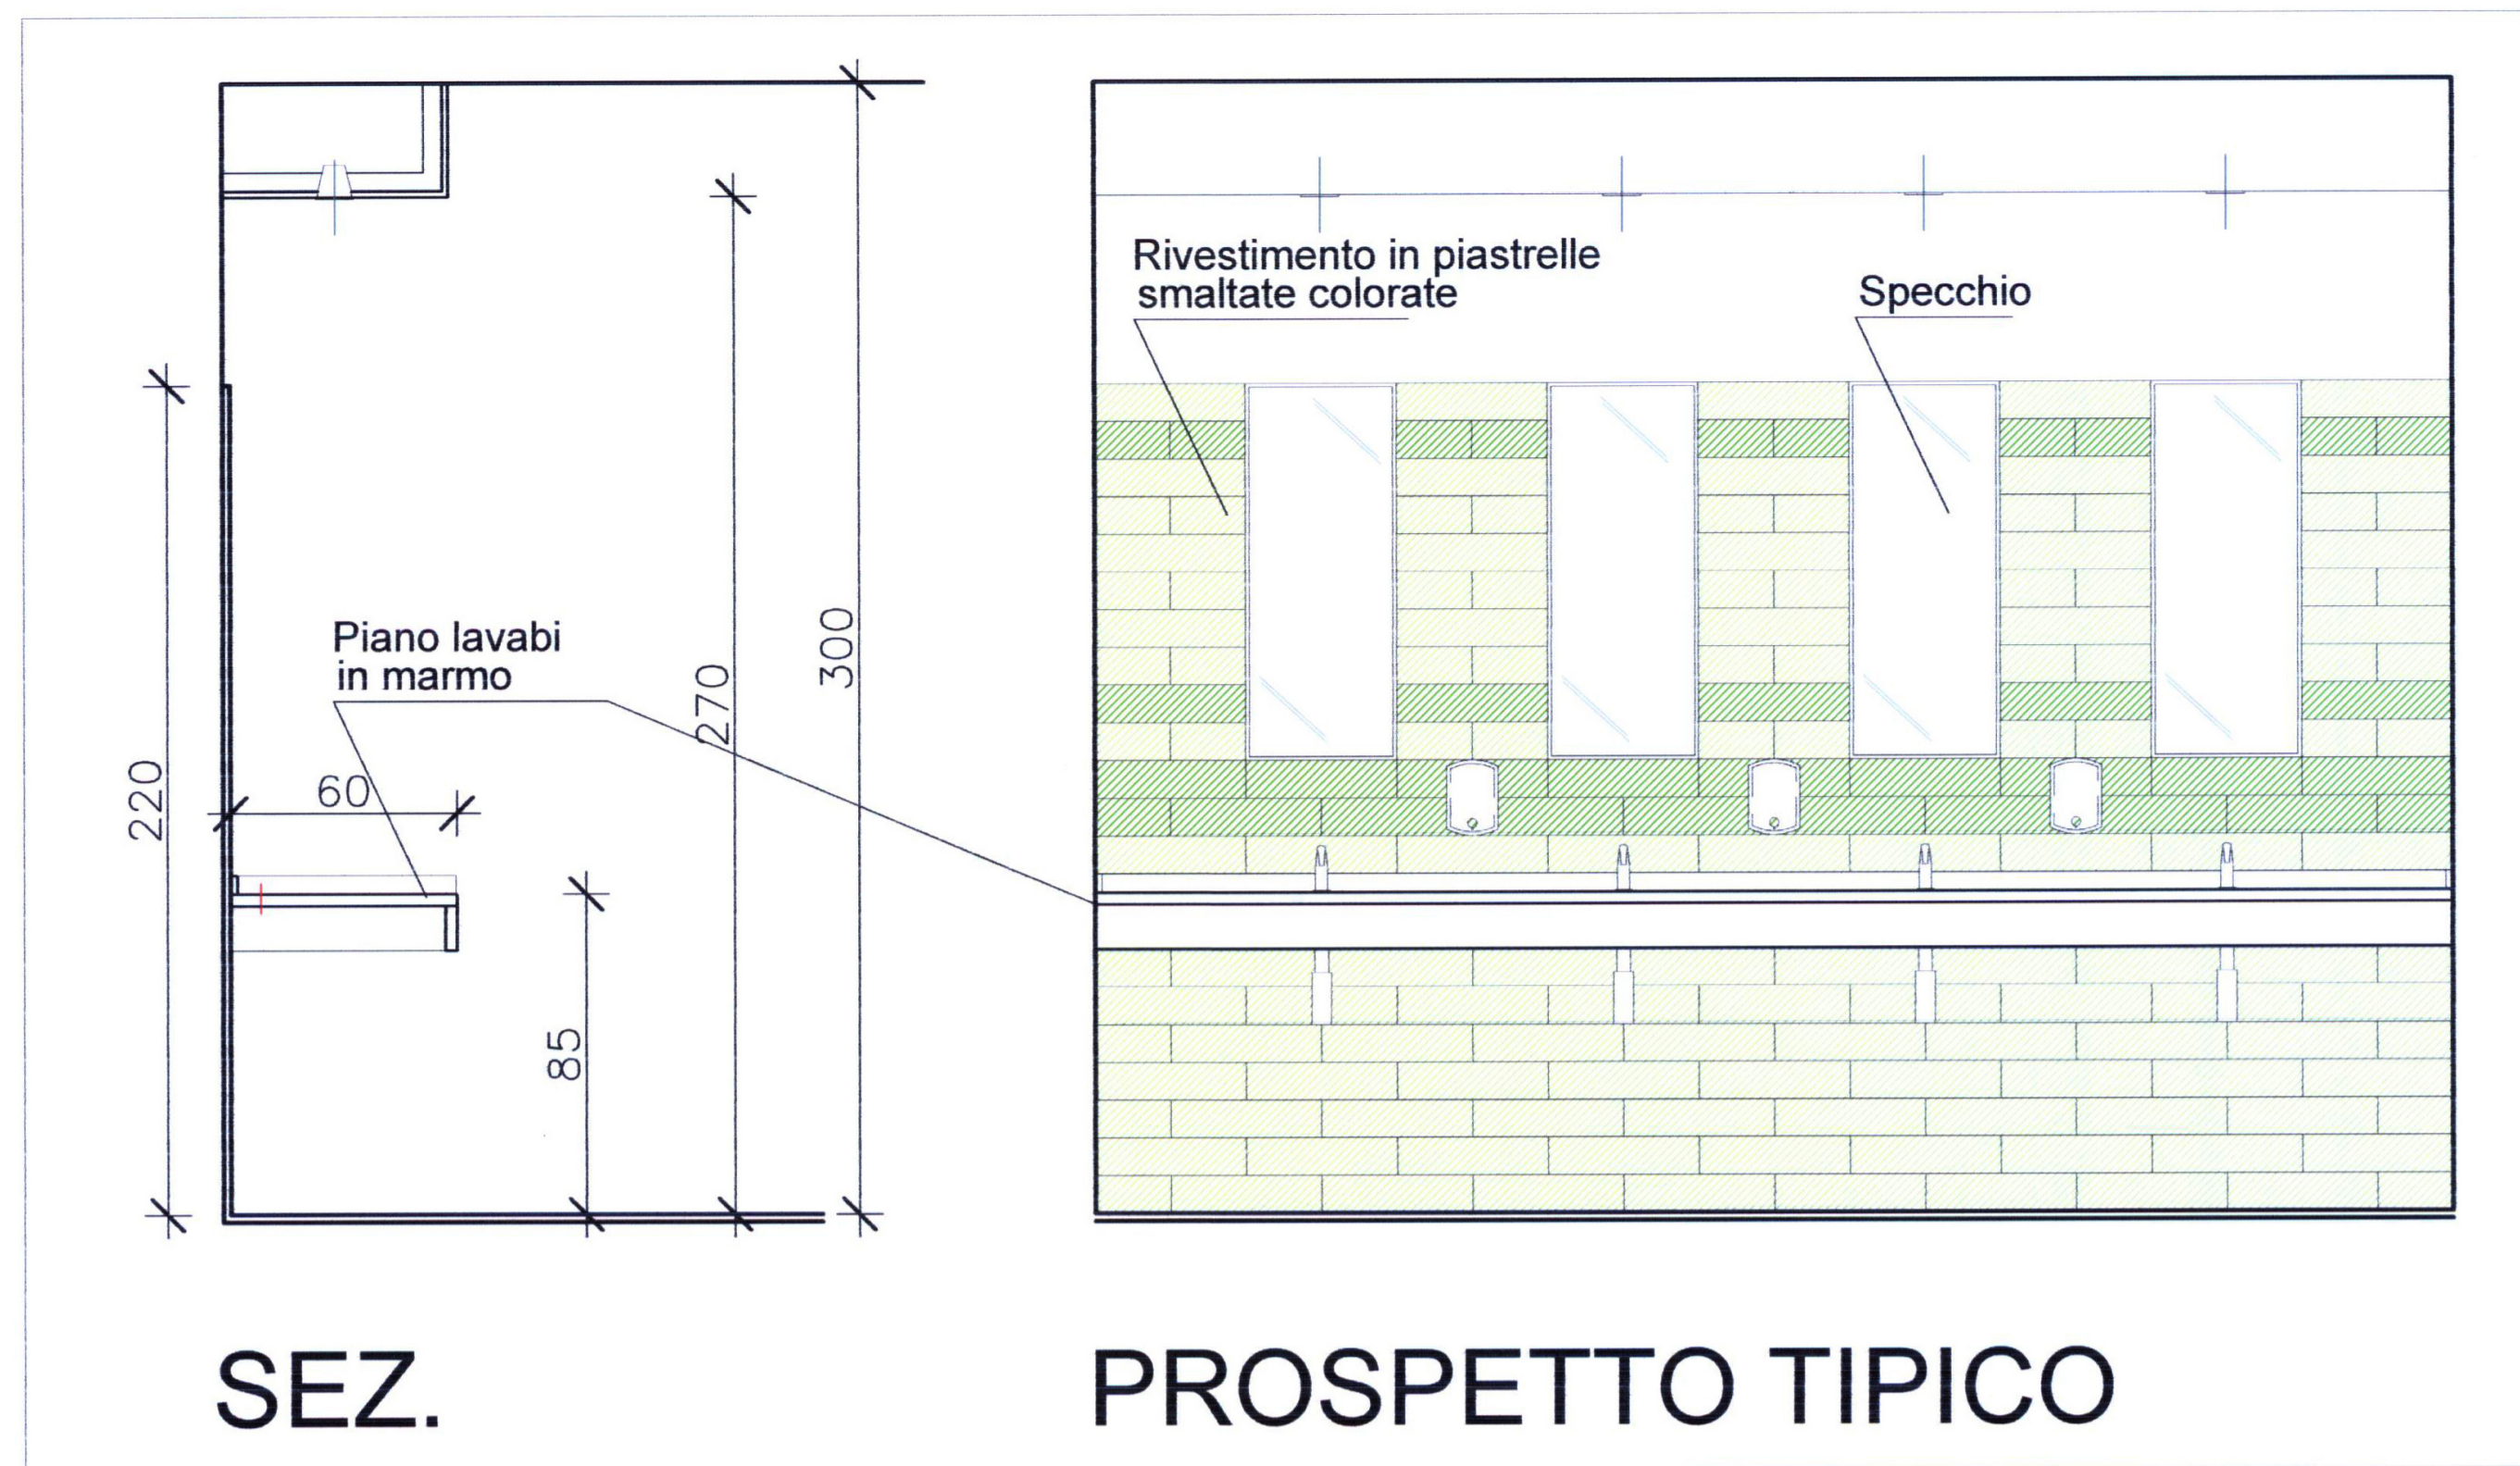 Rivestimento in piastrelle
smaltate colorate
Specchio
Piano lavabi
in marmo
220
60
85
270
300
SEZ.
PROSPETTO TIPICO